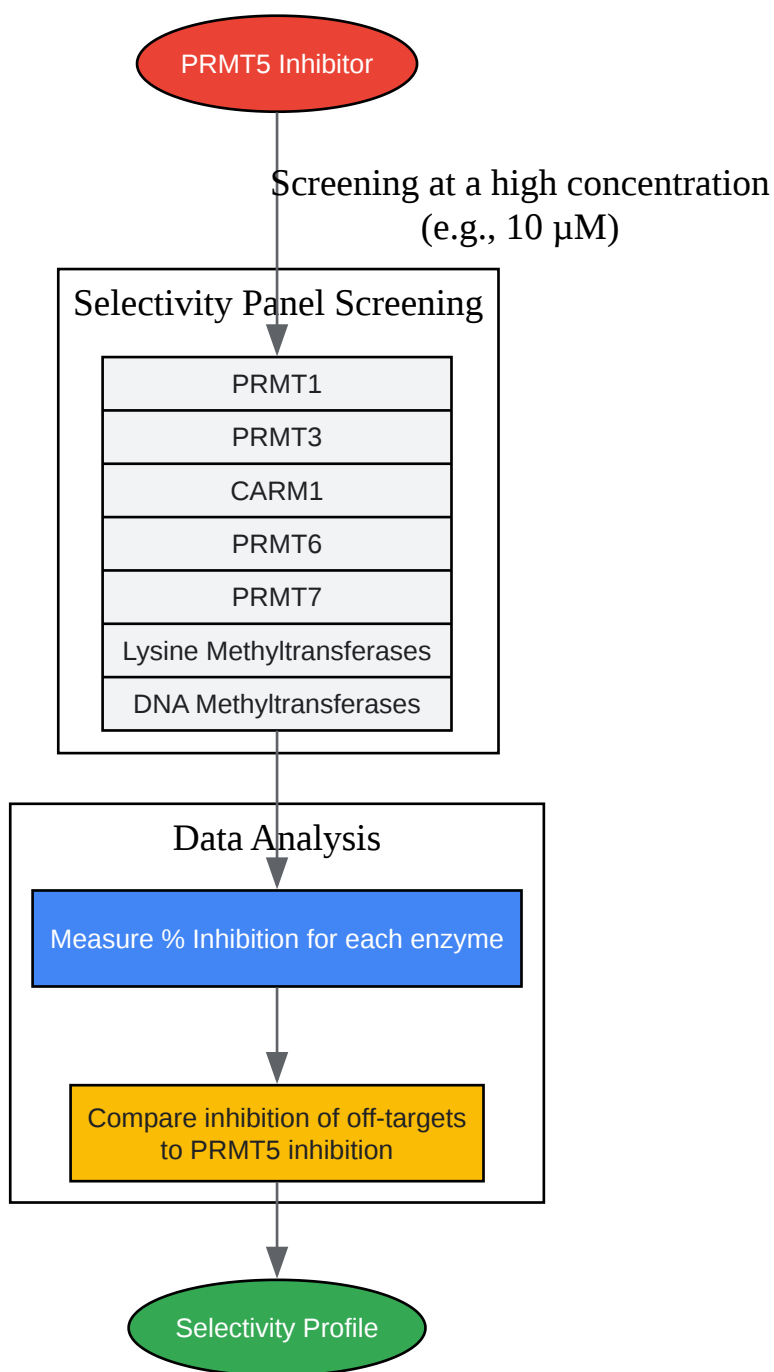 PRMT5 Inhibitor
Screening at a high concentration
(e.g., 10 µM)
Selectivity Panel Screening
PRMT1
PRMT3
CARM1
PRMT6
PRMT7
Lysine Methyltransferases
DNA Methyltransferases
Data Analysis
Measure % Inhibition for each enzyme
Compare inhibition of off-targets
to PRMT5 inhibition
Selectivity Profile